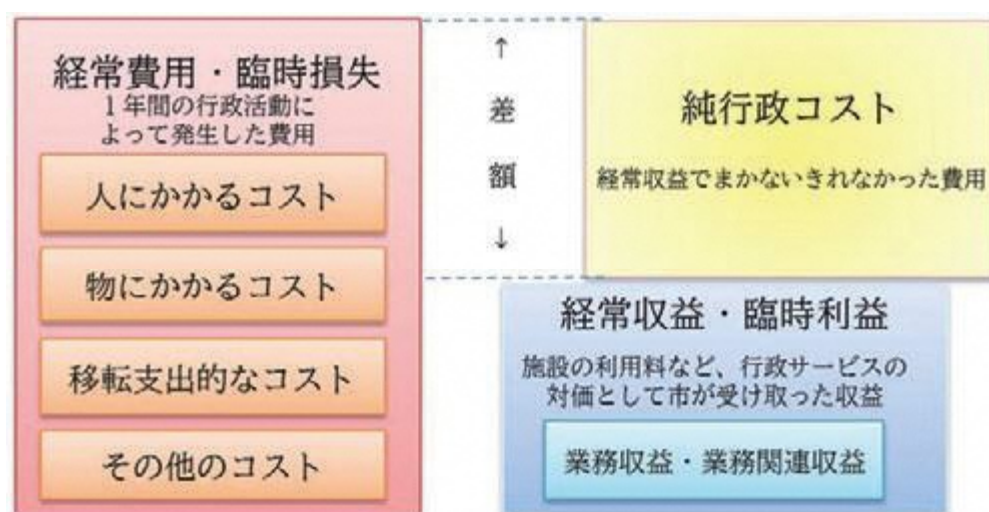 経常費用・臨時損失
1年間の行政活動に
よって発生した費用
人にかかるコスト
物にかかるコスト
移転支出的なコスト
その他のコスト
↑
差
額
↓
純行政コスト
経常収益でまかないきれなかった費用
経常収益・臨時利益
施設の利用料など、行政サービスの
対価として市が受け取った収益
業務収益・業務関連収益